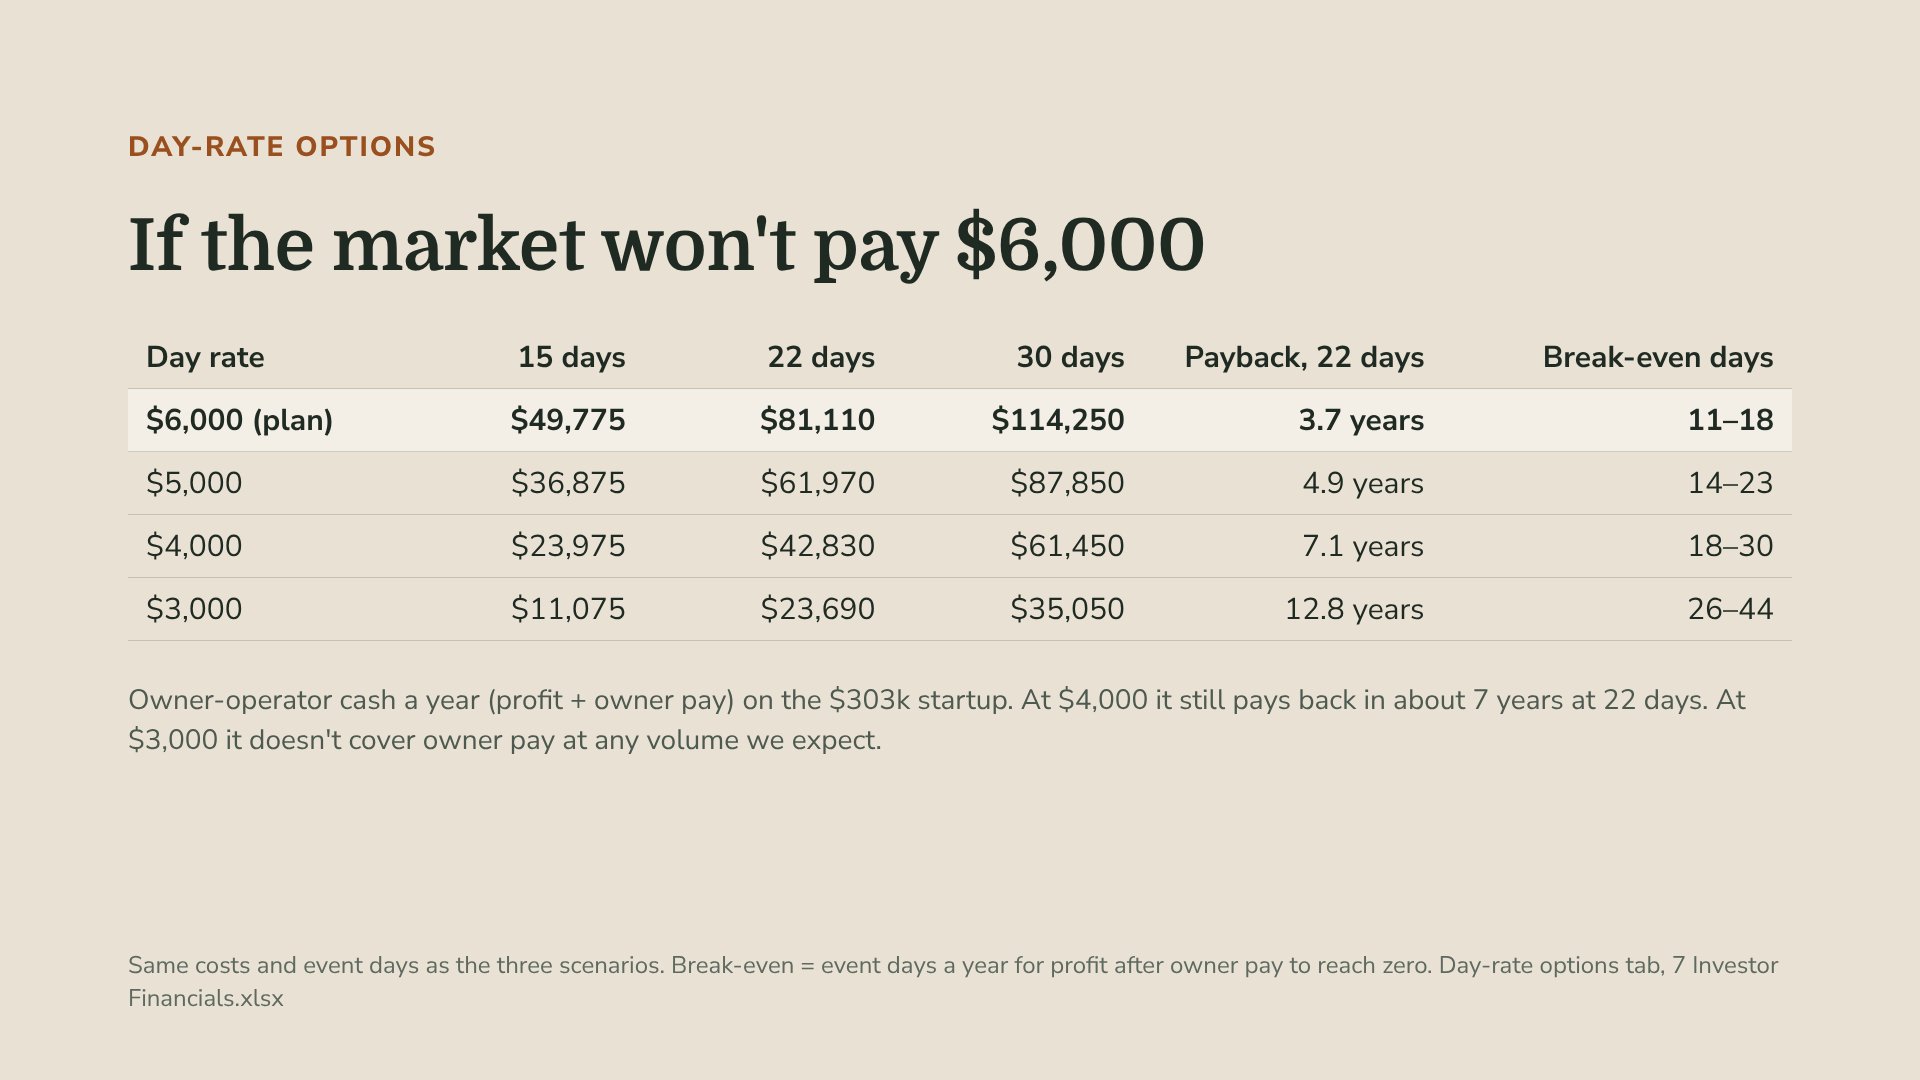 DAY-RATE OPTIONS
If the market won't pay $6,000
Day rate 15 days 22 days 30 days Payback, 22 days Break-even days
$6,000 (plan) $49,775 $81,110 $114,250 3.7 years 11–18
$5,000 $36,875 $61,970 $87,850 4.9 years 14–23
$4,000 $23,975 $42,830 $61,450 7.1 years 18–30
$3,000 $11,075 $23,690 $35,050 12.8 years 26–44
Owner-operator cash a year (profit + owner pay) on the $303k startup. At $4,000 it still pays back in about 7 years at 22 days. At
$3,000 it doesn't cover owner pay at any volume we expect.
Same costs and event days as the three scenarios. Break-even = event days a year for profit after owner pay to reach zero. Day-rate options tab, 7 Investor
Financials.xlsx